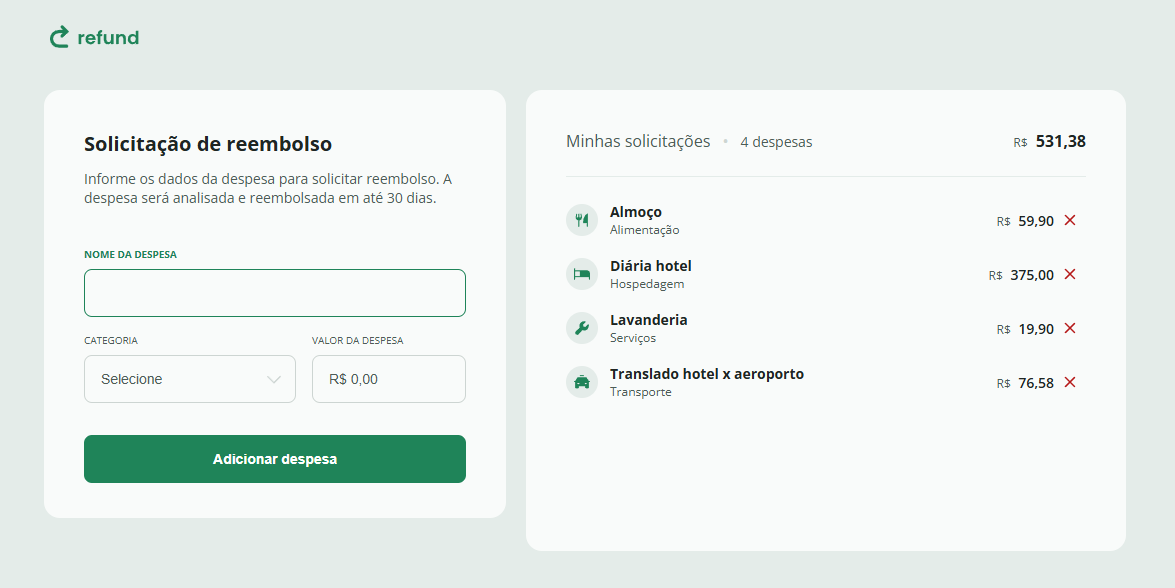 refund
Solicitação de reembolso
Informe os dados da despesa para solicitar reembolso. A
despesa será analisada e reembolsada em até 30 dias.
NOME DA DESPESA
CATEGORIA VALOR DA DESPESA
Selecione R$ 0,00
Adicionar despesa
Minhas solicitações • 4 despesas R$ 531,38
Almoço
Alimentação
R$ 59,90
Diária hotel
Hospedagem
R$ 375,00
Lavanderia
Serviços
R$ 19,90
Translado hotel x aeroporto
Transporte
R$ 76,58